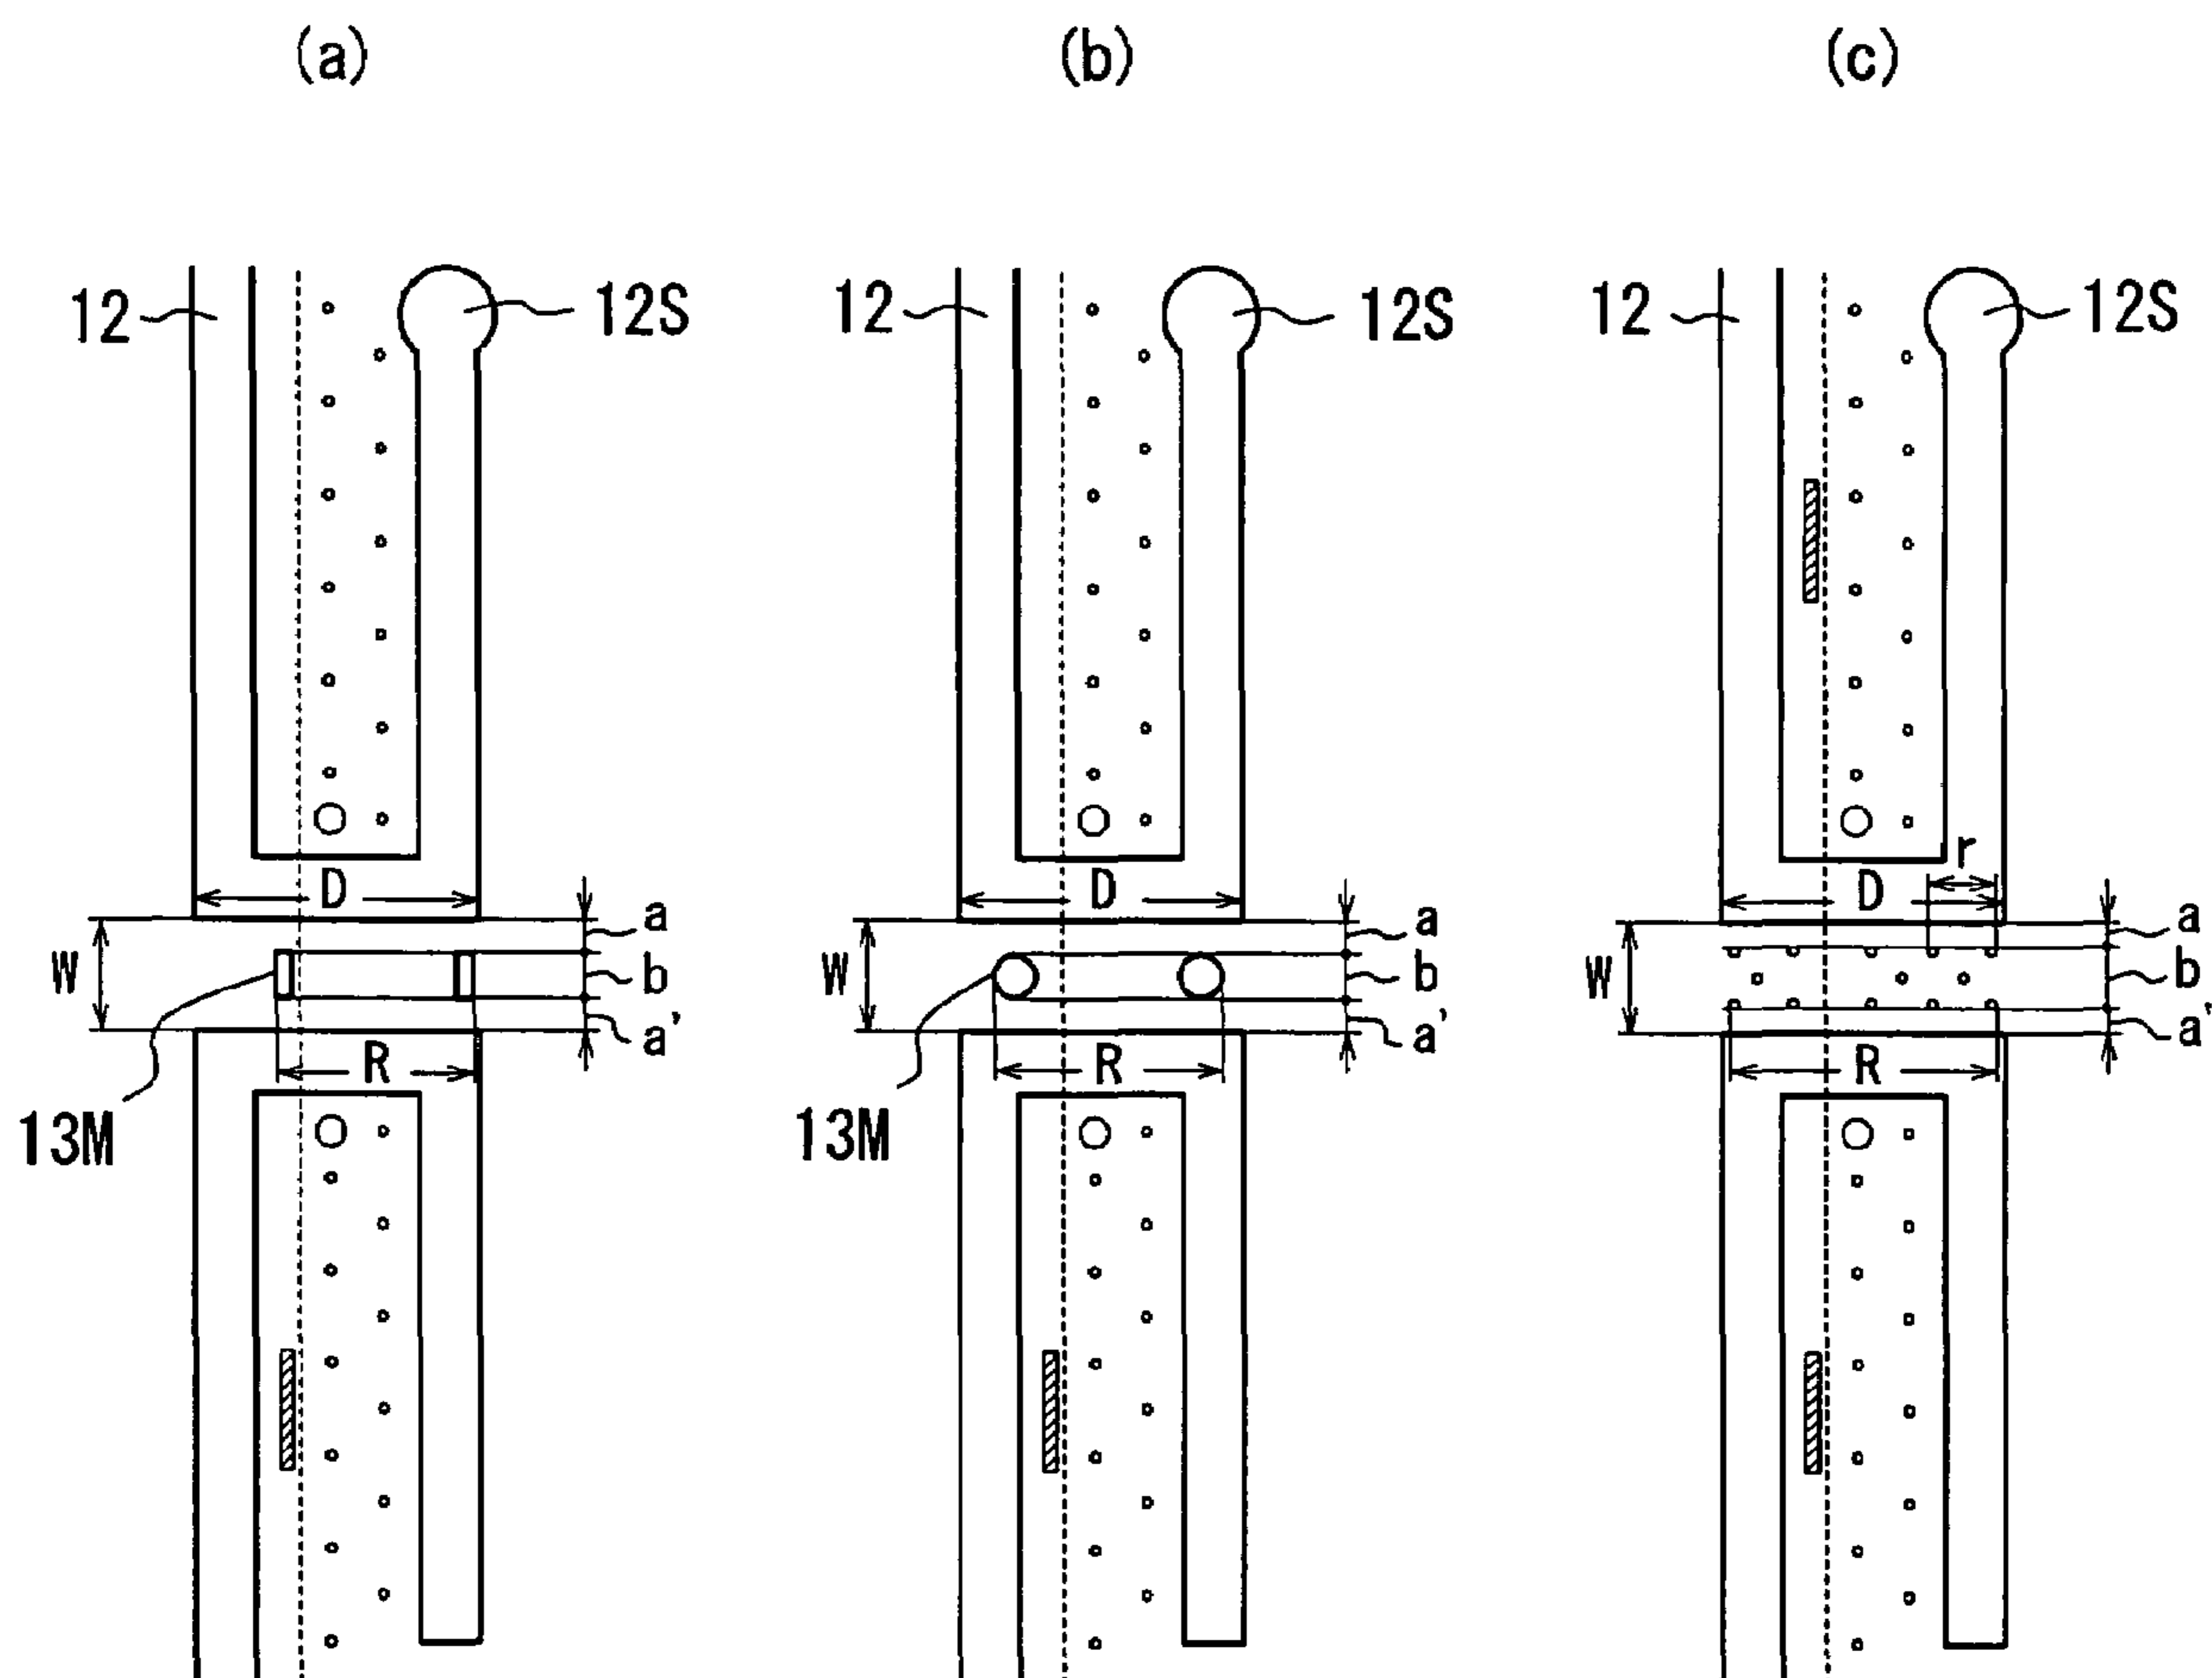 (a) (b) (c)
12 12S 12 12S 12 12S
r
D D D
a a a
W b W b W b
a' a' a'
R R R
13M 13M